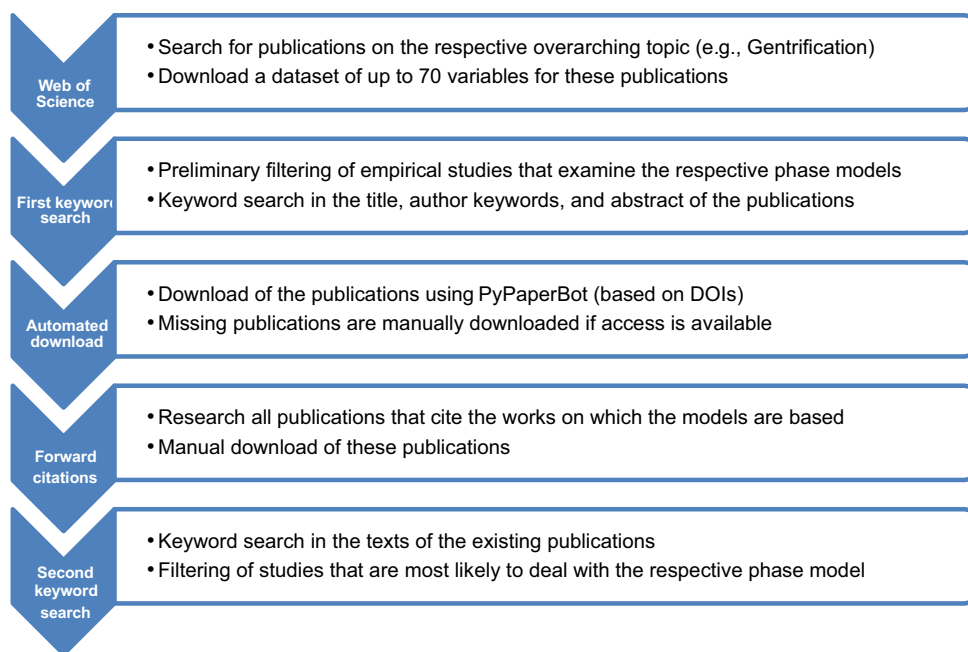 Web of
Science
• Search for publications on the respective overarching topic (e.g., Gentrification)
• Download a dataset of up to 70 variables for these publications
First keyword
search
• Preliminary filtering of empirical studies that examine the respective phase models
• Keyword search in the title, author keywords, and abstract of the publications
Automated
download
• Download of the publications using PyPaperBot (based on DOIs)
• Missing publications are manually downloaded if access is available
Forward
citations
• Research all publications that cite the works on which the models are based
• Manual download of these publications
Second
keyword
search
• Keyword search in the texts of the existing publications
• Filtering of studies that are most likely to deal with the respective phase model